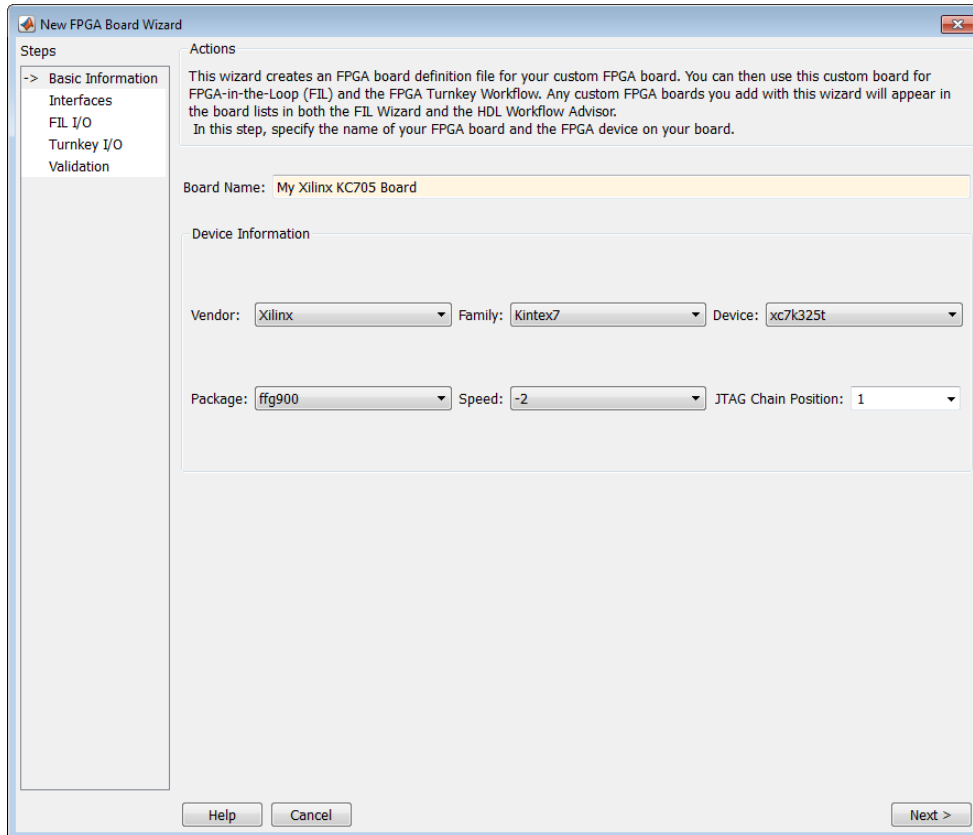 New FPGA Board Wizard
Steps
-> Basic Information
Interfaces
FIL I/O
Turnkey I/O
Validation
Actions
This wizard creates an FPGA board definition file for your custom FPGA board. You can then use this custom board for
FPGA-in-the-Loop (FIL) and the FPGA Turnkey Workflow. Any custom FPGA boards you add with this wizard will appear in
the board lists in both the FIL Wizard and the HDL Workflow Advisor.
In this step, specify the name of your FPGA board and the FPGA device on your board.
Board Name: My Xilinx KC705 Board
Device Information
Vendor: Xilinx Family: Kintex7 Device: xc7k325t
Package: ffg900 Speed: -2 JTAG Chain Position: 1
Help Cancel Next >